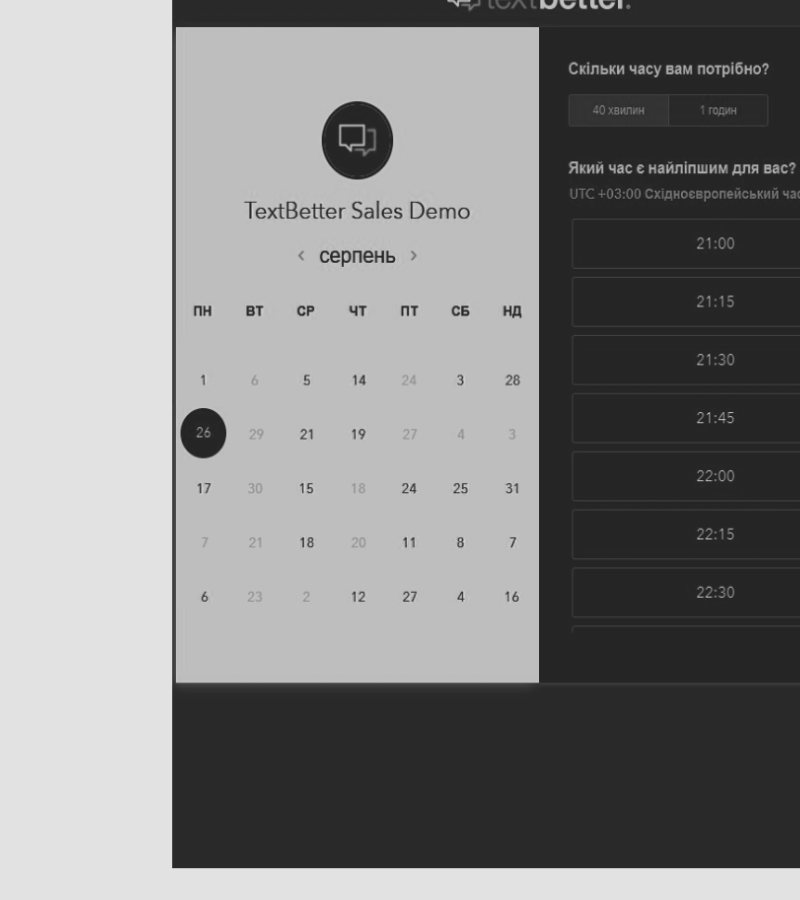 textbetter.
TextBetter Sales Demo
‹ серпень ›
ПН ВТ СР ЧТ ПТ СБ НД
1 6 5 14 24 3 28
26 29 21 19 27 4 3
17 30 15 18 24 25 31
7 21 18 20 11 8 7
6 23 2 12 27 4 16
Скільки часу вам потрібно?
40 хвилин 1 годин
Який час є найліпшим для вас?
UTC +03:00 Східноєвропейський
21:00
21:15
21:30
21:45
22:00
22:15
22:30